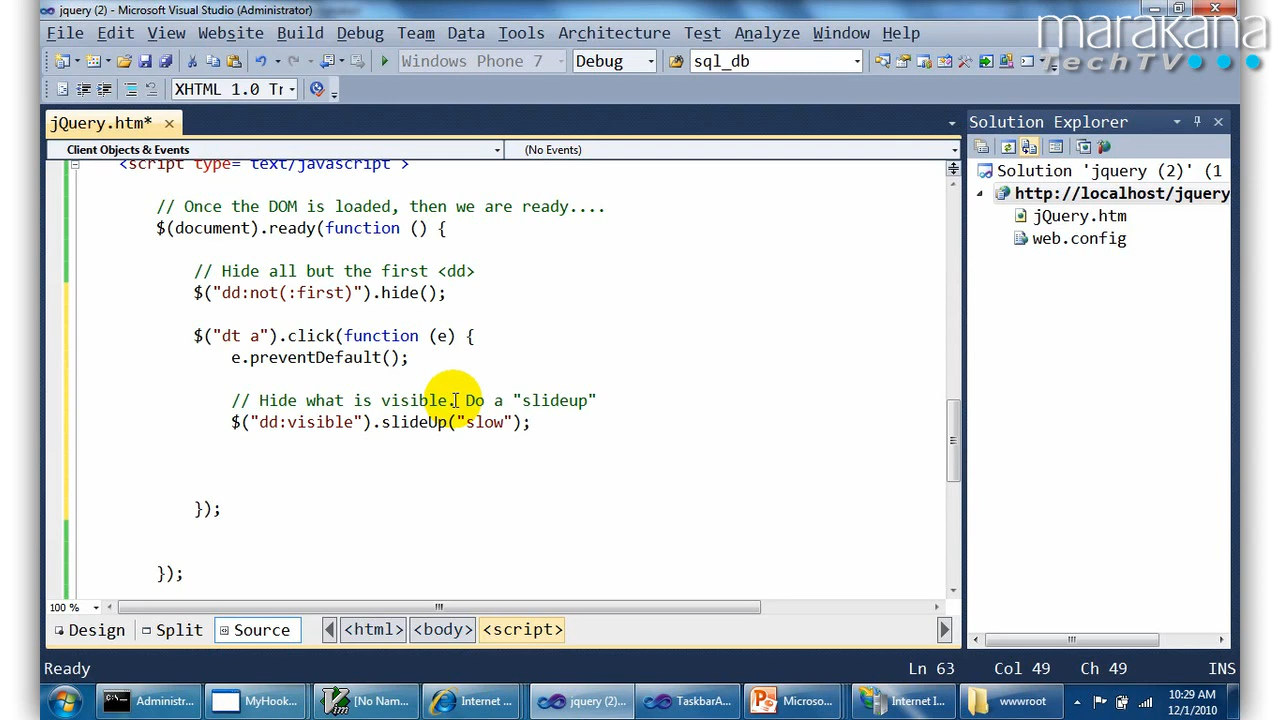 jquery (2) - Microsoft Visual Studio (Administrator)
marakana
TechTV
File Edit View Website Build Debug Team Data Tools Architecture Test Analyze Window Help
Windows Phone 7 Debug sql_db
XHTML 1.0 Tr
jQuery.htm*
Client Objects & Events (No Events)
<script type="text/javascript">
// Once the DOM is loaded, then we are ready....
$(document).ready(function () {
// Hide all but the first <dd>
$("dd:not(:first)").hide();
$("dt a").click(function (e) {
e.preventDefault();
// Hide what is visible. Do a "slideup"
$("dd:visible").slideUp("slow");
});
});
100 %
Design Split Source <html> <body> <script>
Solution Explorer
Solution 'jquery (2)' (1
http://localhost/jquery
jQuery.htm
web.config
Ready Ln 63 Col 49 Ch 49 INS
Administr... MyHook... [No Nam... Internet ... jquery (2)... TaskbarA... Microso... Internet I... wwwroot
10:29 AM
12/1/2010